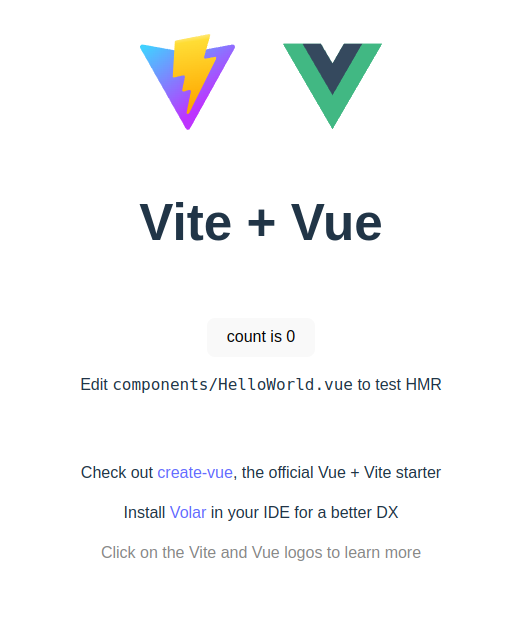 Vite + Vue
count is 0
Edit components/HelloWorld.vue to test HMR
Check out create-vue, the official Vue + Vite starter
Install Volar in your IDE for a better DX
Click on the Vite and Vue logos to learn more